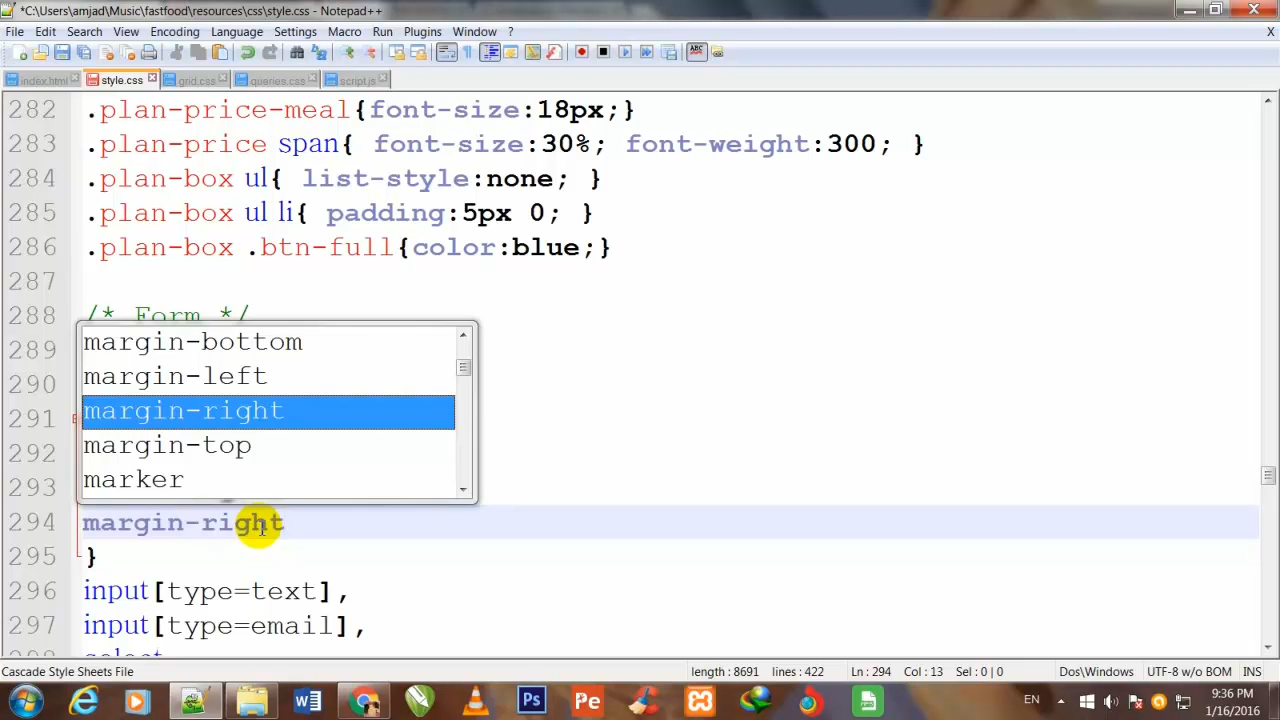 *C:\Users\amjad\Music\fastfood\resources\css\style.css - Notepad++
File Edit Search View Encoding Language Settings Macro Run Plugins Window ? X
index.html style.css grid.css queries.css script.js
282 .plan-price-meal{font-size:18px;}
283 .plan-price span{ font-size:30%; font-weight:300; }
284 .plan-box ul{ list-style:none; }
285 .plan-box ul li{ padding:5px 0; }
286 .plan-box .btn-full{color:blue;}
287
288 /* Form */
289
290
291
292
293
margin-bottom
margin-left
margin-right
margin-top
marker
294 margin-right
295 }
296 input[type=text],
297 input[type=email],
select
Cascade Style Sheets File length : 8691 lines : 422 Ln : 294 Col : 13 Sel : 0 | 0 Dos\Windows UTF-8 w/o BOM INS
W Ps Pe EN 9:36 PM
1/16/2016